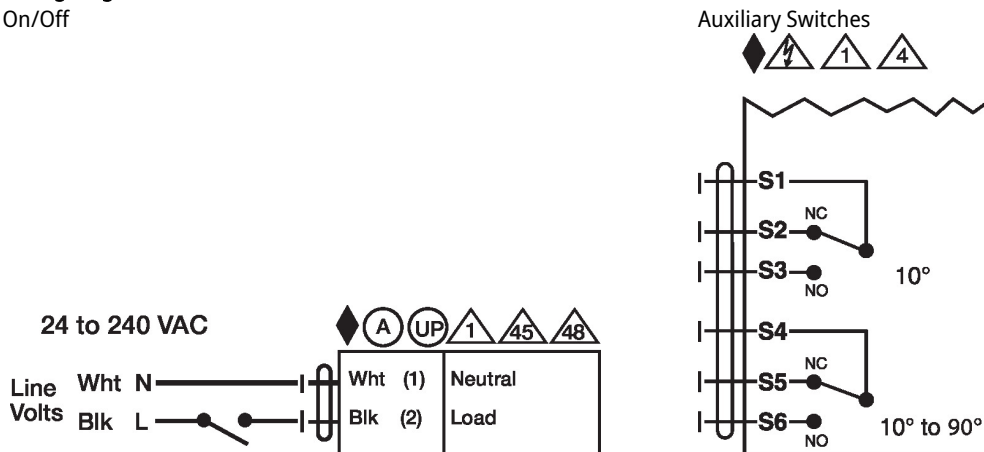 On/Off
24 to 240 VAC
A UP 1 45 48
Line Volts
Wht N
Wht (1) Neutral
Blk L
Blk (2) Load
Auxiliary Switches
1 4
S1
NC
S2
S3
NO
10°
S4
NC
S5
S6
NO
10° to 90°